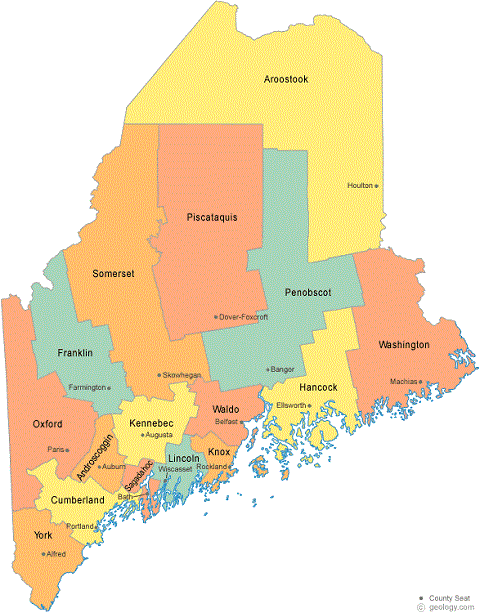 Aroostook
Houlton
Piscataquis
Somerset
Penobscot
Dover-Foxcroft
Washington
Franklin
Skowhegan
Bangor
Machias
Farmington
Hancock
Ellsworth
Kennebec
Augusta
Waldo
Belfast
Oxford
Paris
Androscoggin
Auburn
Sagadahoc
Lincoln
Wiscasset
Knox
Rockland
Bath
Cumberland
Portland
York
Alfred
County Seat
© geology.com